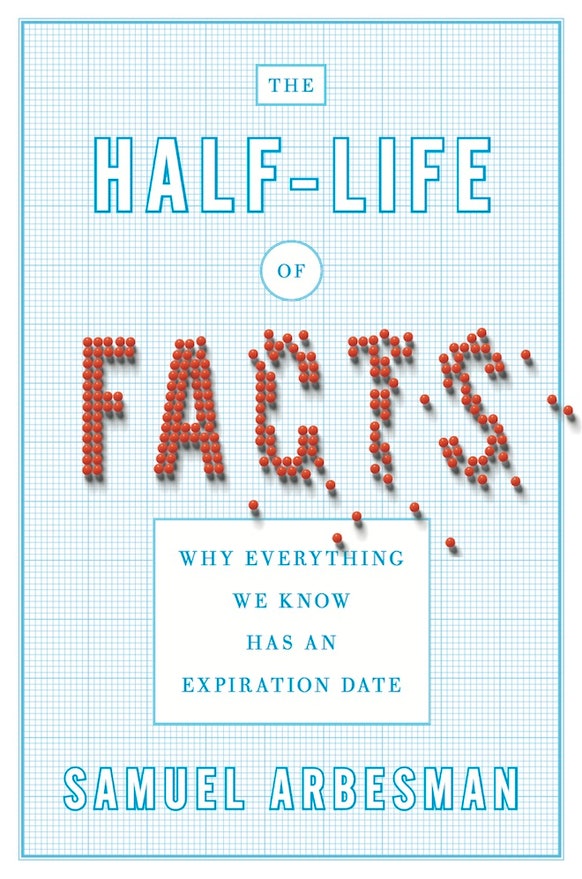 THE
HALF-LIFE
OF
FACTS
WHY EVERYTHING
WE KNOW
HAS AN
EXPIRATION DATE
SAMUEL ARBESMAN